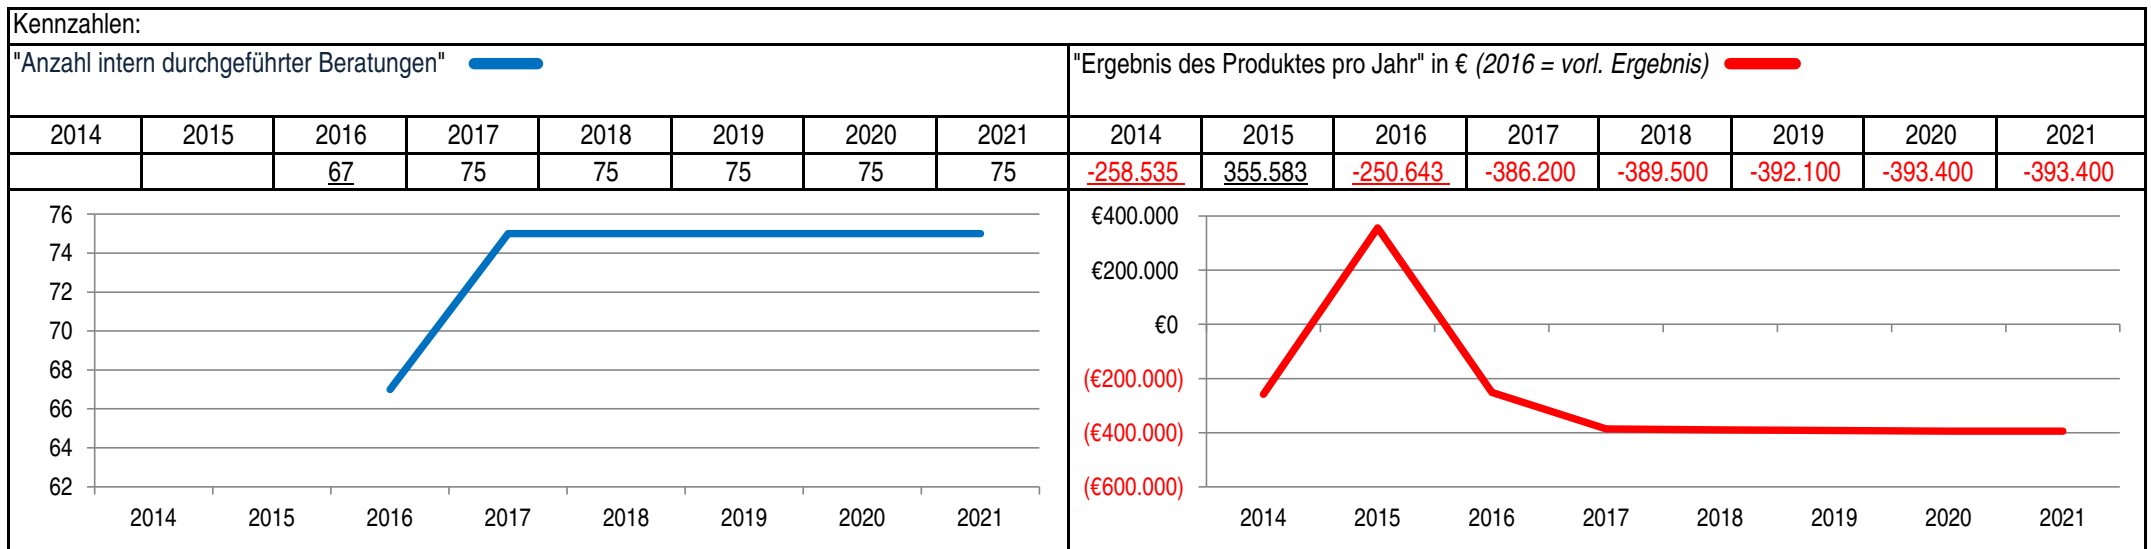 Kennzahlen:
"Anzahl intern durchgeführter Beratungen"
"Ergebnis des Produktes pro Jahr" in € (2016 = vorl. Ergebnis)
2014 2015 2016 2017 2018 2019 2020 2021 2014 2015 2016 2017 2018 2019 2020 2021
67 75 75 75 75 75 -258.535 355.583 -250.643 -386.200 -389.500 -392.100 -393.400 -393.400
76
74
72
70
68
66
64
62
2014 2015 2016 2017 2018 2019 2020 2021
€400.000
€200.000
€0
(€200.000)
(€400.000)
(€600.000)
2014 2015 2016 2017 2018 2019 2020 2021